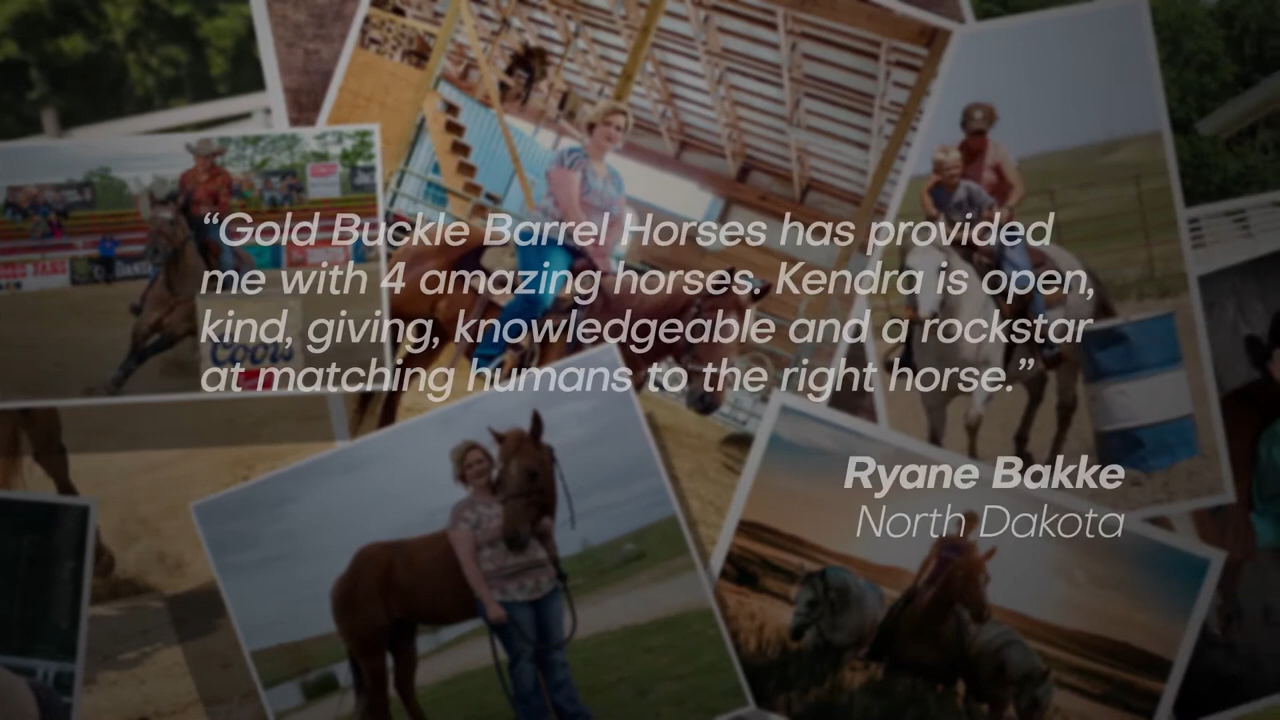 “Gold Buckle Barrel Horses has provided
me with 4 amazing horses. Kendra is open,
kind, giving, knowledgeable and a rockstar
at matching humans to the right horse.”
Ryane Bakke
North Dakota
Coors